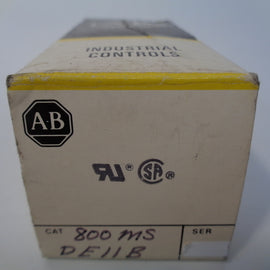 INDUSTRIAL
CONTROLS
AB
CAT 800 MS SER
DE11B